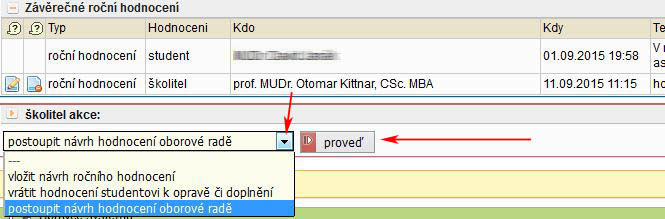 Závěrečné roční hodnocení
Typ Hodnocení Kdo Kdy Te
roční hodnocení student 01.09.2015 19:58 V r as
roční hodnocení školitel prof. MUDr. Otomar Kittnar, CSc. MBA 11.09.2015 11:15 ho
školitel akce:
postoupit návrh hodnocení oborové radě proveď
---
vložit návrh ročního hodnocení
vrátit hodnocení studentovi k opravě či doplnění
postoupit návrh hodnocení oborové radě